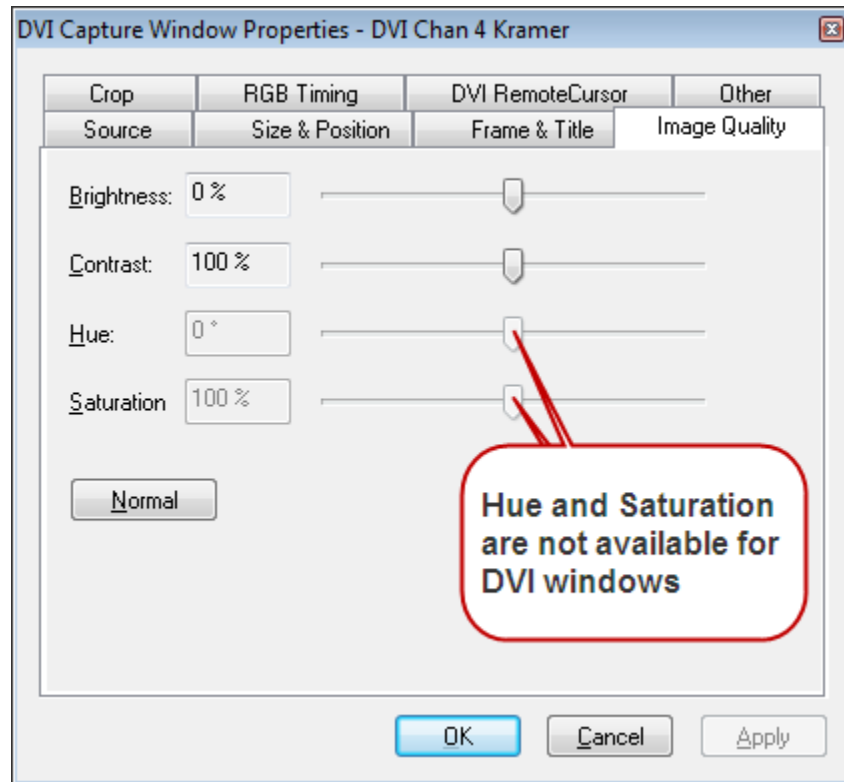 DVI Capture Window Properties - DVI Chan 4 Kramer
Crop RGB Timing DVI RemoteCursor Other
Source Size & Position Frame & Title Image Quality
Brightness: 0 %
Contrast: 100 %
Hue: 0 °
Saturation 100 %
Normal
Hue and Saturation
are not available for
DVI windows
OK Cancel Apply